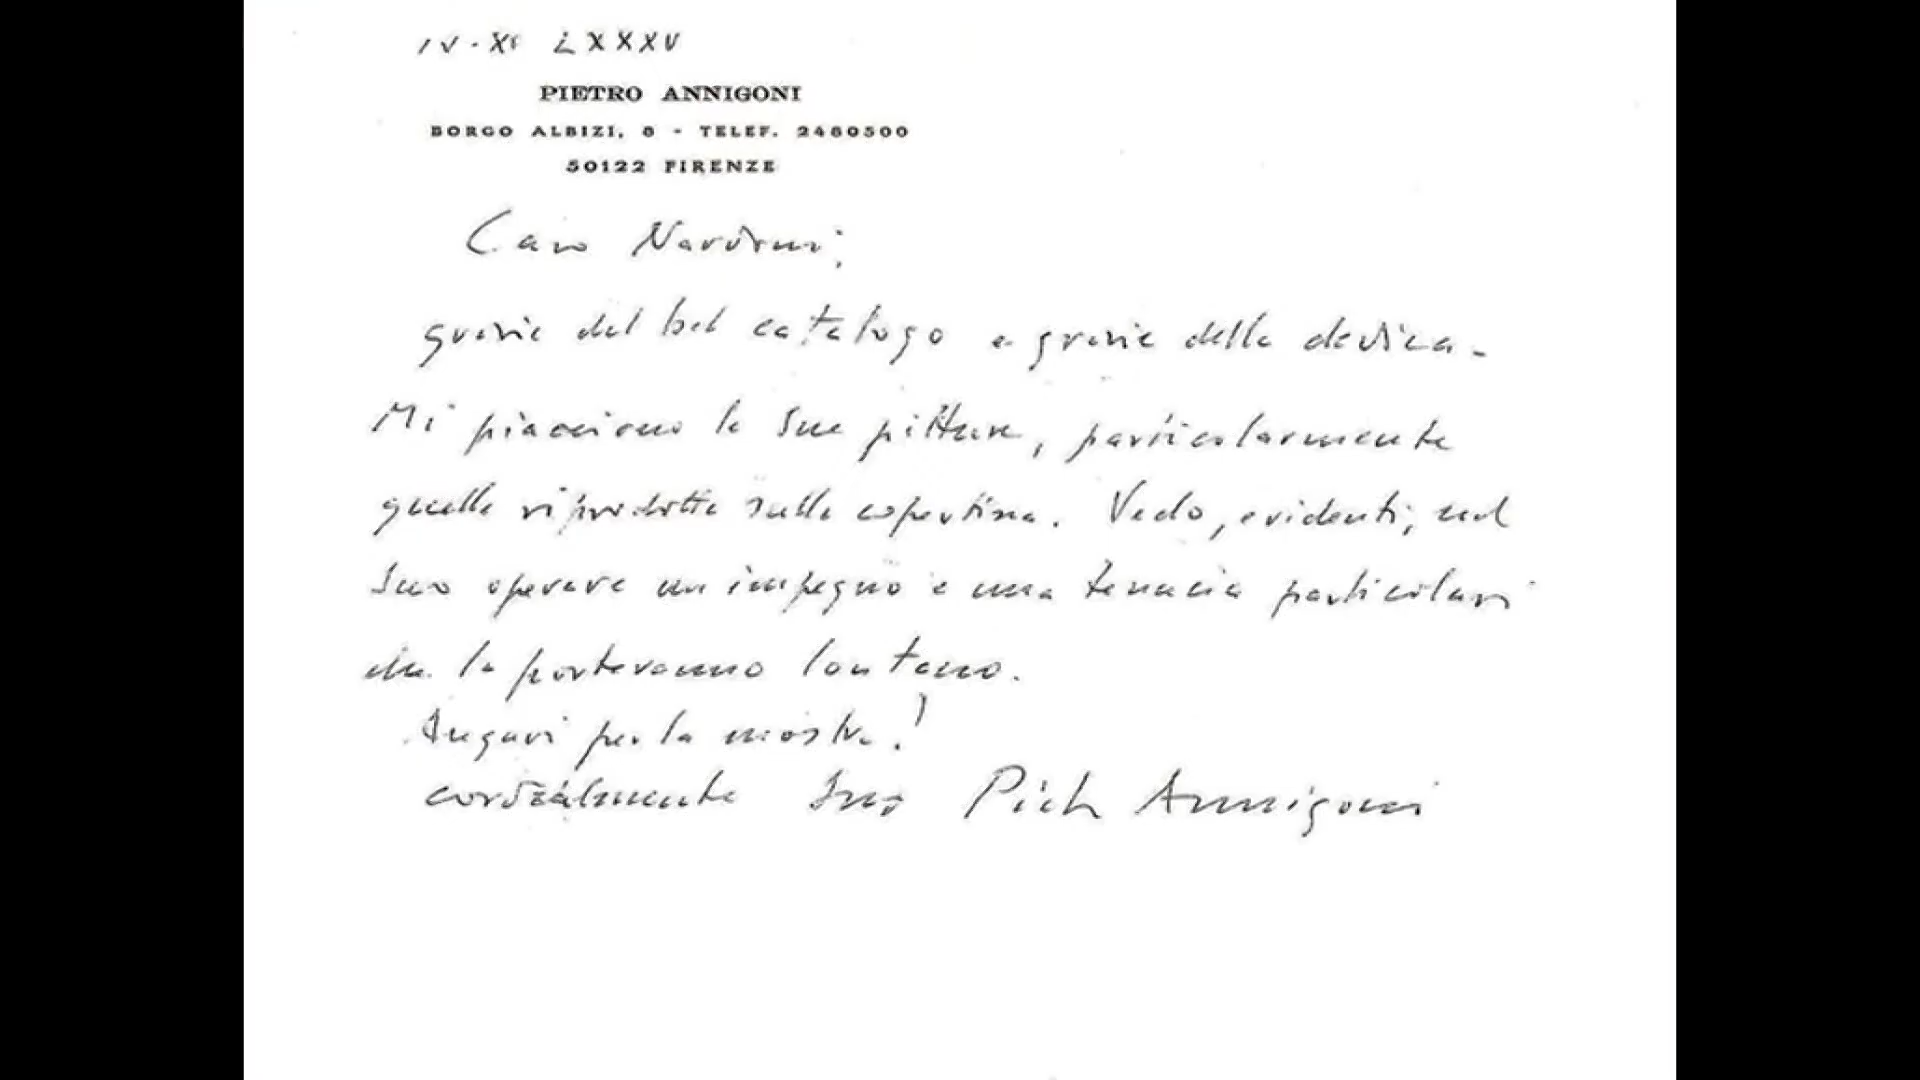 IV-XI LXXXV
PIETRO ANNIGONI
BORGO ALBIZI, 8 - TELEF. 2480500
50122 FIRENZE
Caro Nardini,
grazie del bel catalogo e grazie della dedica-
Mi piacciono le Sue pitture, particolarmente
quelle riprodotte sulla copertina. Vedo, evidenti, nel
Suo operare un impegno e una tenacia particolari
che la porteranno lontano.
Auguri per la mostra!
cordialmente Suo Pietro Annigoni